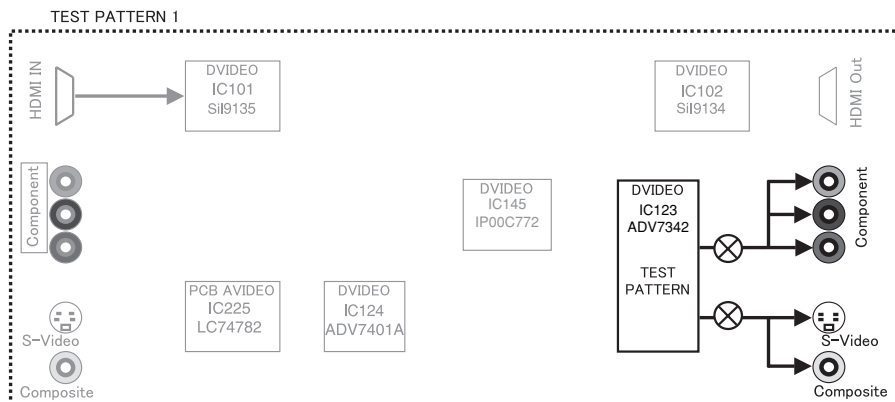 TEST PATTERN 1
HDMI IN
DVIDEO
IC101
SiI9135
DVIDEO
IC102
SiI9134
HDMI Out
Component
DVIDEO
IC145
IP00C772
DVIDEO
IC123
ADV7342
TEST
PATTERN
Component
PCB AVIDEO
IC225
LC74782
DVIDEO
IC124
ADV7401A
S-Video
Composite
S-Video
Composite